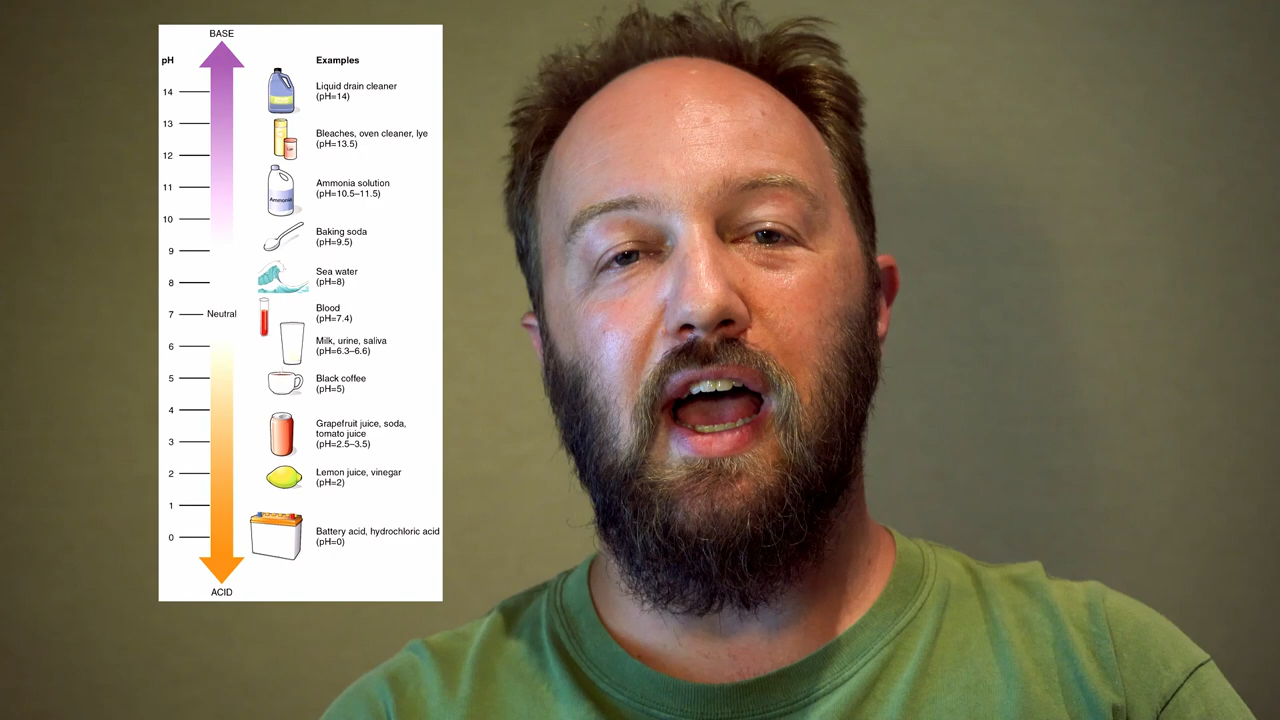 BASE
pH
Examples
14
Liquid drain cleaner
(pH=14)
13
Bleaches, oven cleaner, lye
(pH=13.5)
12
11
Ammonia solution
(pH=10.5–11.5)
Ammonia
10
Baking soda
(pH=9.5)
9
Sea water
(pH=8)
8
7
Neutral
Blood
(pH=7.4)
6
Milk, urine, saliva
(pH=6.3–6.6)
5
Black coffee
(pH=5)
4
Grapefruit juice, soda,
tomato juice
(pH=2.5–3.5)
3
2
Lemon juice, vinegar
(pH=2)
1
Battery acid, hydrochloric acid
(pH=0)
0
ACID